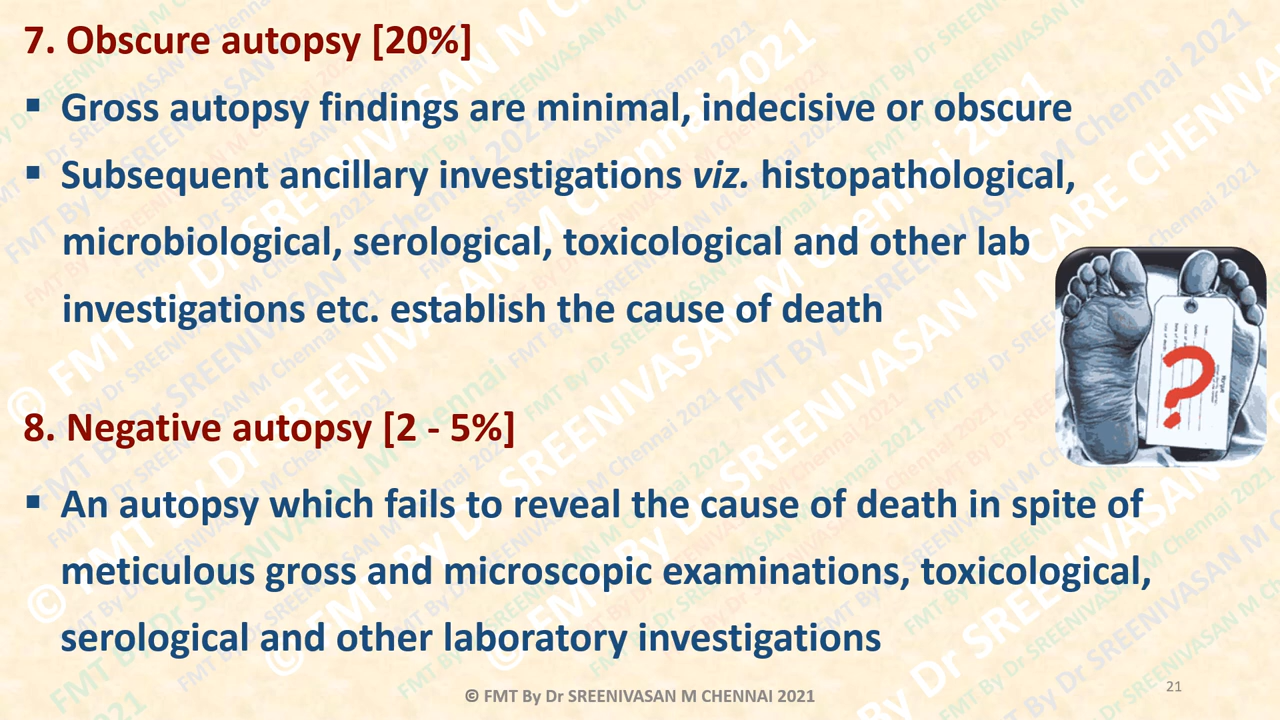 7. Obscure autopsy [20%]
▪ Gross autopsy findings are minimal, indecisive or obscure
▪ Subsequent ancillary investigations viz. histopathological,
microbiological, serological, toxicological and other lab
investigations etc. establish the cause of death
?
8. Negative autopsy [2 - 5%]
▪ An autopsy which fails to reveal the cause of death in spite of
meticulous gross and microscopic examinations, toxicological,
serological and other laboratory investigations
© FMT By Dr SREENIVASAN M CHENNAI 2021
21